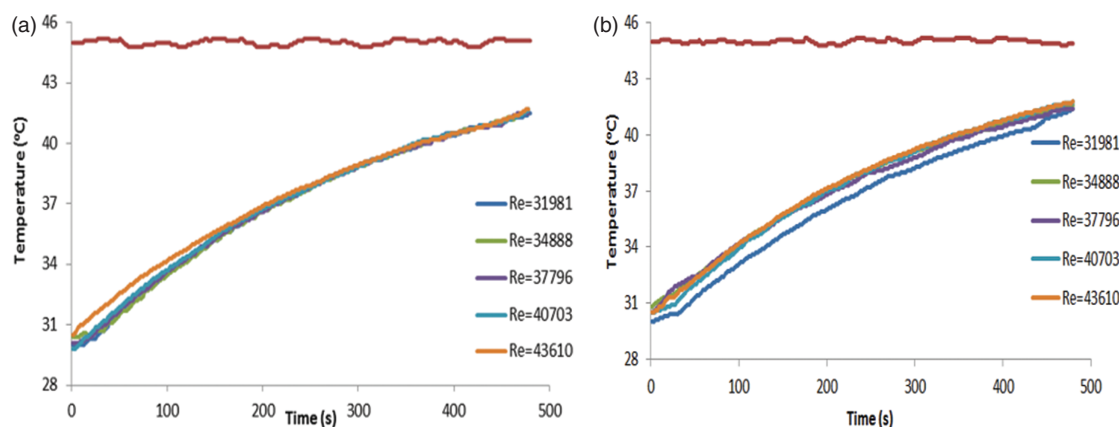 (a)
46
43
40
37
34
31
28
Temperature (°C)
0
100
200
300
400
500
Time (s)
Re=31981
Re=34888
Re=37796
Re=40703
Re=43610
(b)
46
43
40
37
34
31
28
Temperature (°C)
0
100
200
300
400
500
Time (s)
Re=31981
Re=34888
Re=37796
Re=40703
Re=43610